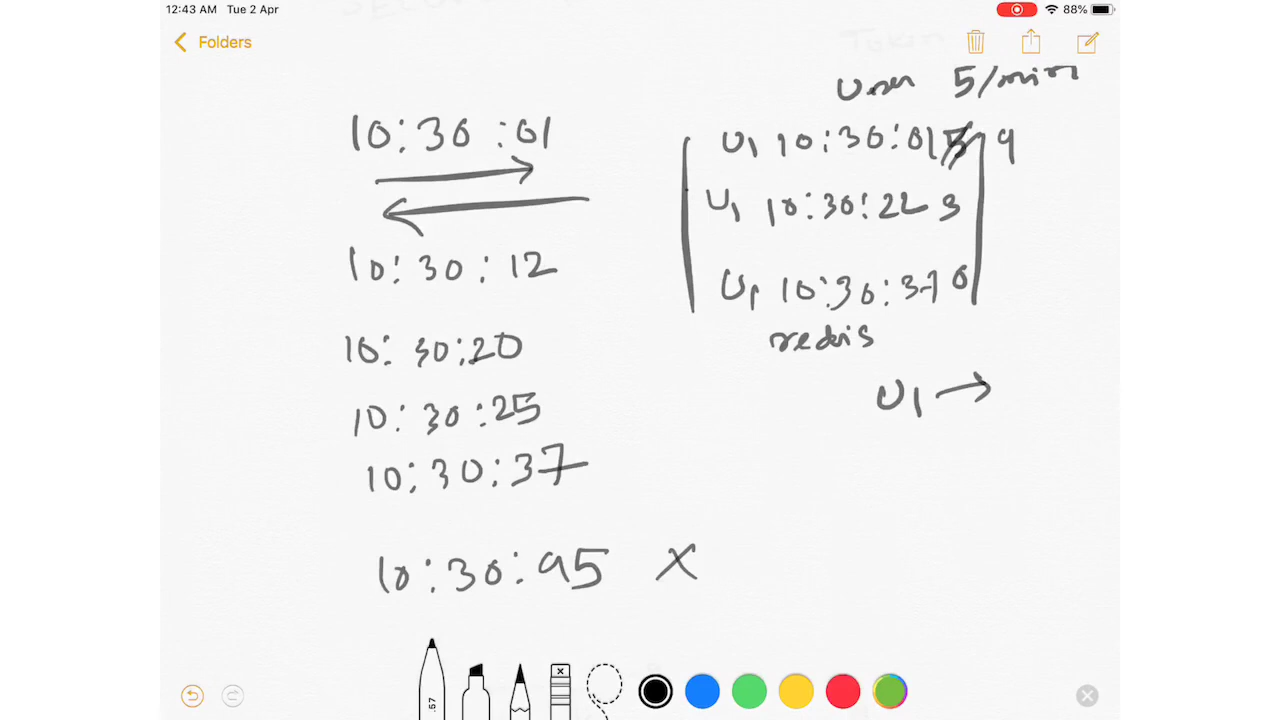 12:43 AM Tue 2 Apr
88%
Folders
User 5/min
10:30:01
U1 10:30:01 5 4
U1 10:30:22 3
10:30:12
U1 10:30:37 0
redis
10:30:20
U1 →
10:30:25
10:30:37
10:30:45 X
.57